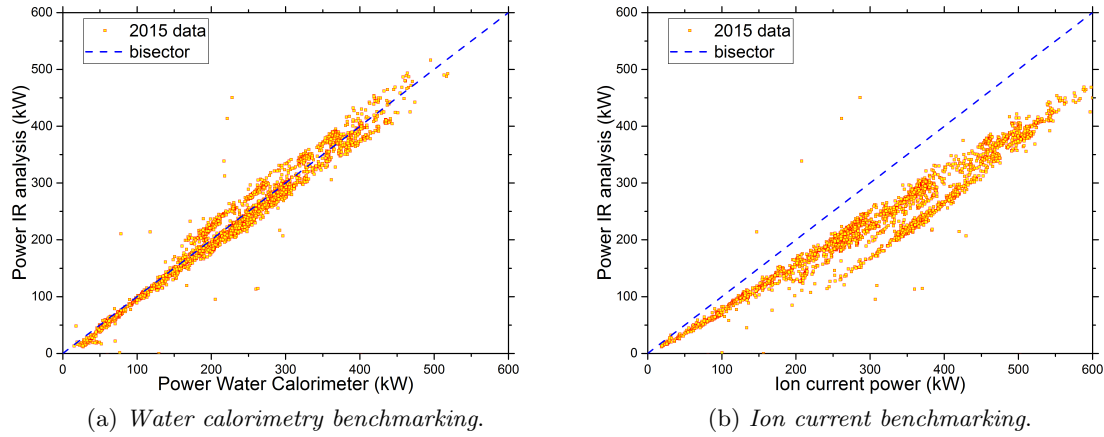 600
500
400
300
200
100
0
Power IR analysis (kW)
2015 data
bisector
0 100 200 300 400 500 600
Power Water Calorimeter (kW)
(a) Water calorimetry benchmarking.
600
500
400
300
200
100
0
Power IR analysis (kW)
2015 data
bisector
0 100 200 300 400 500 600
Ion current power (kW)
(b) Ion current benchmarking.